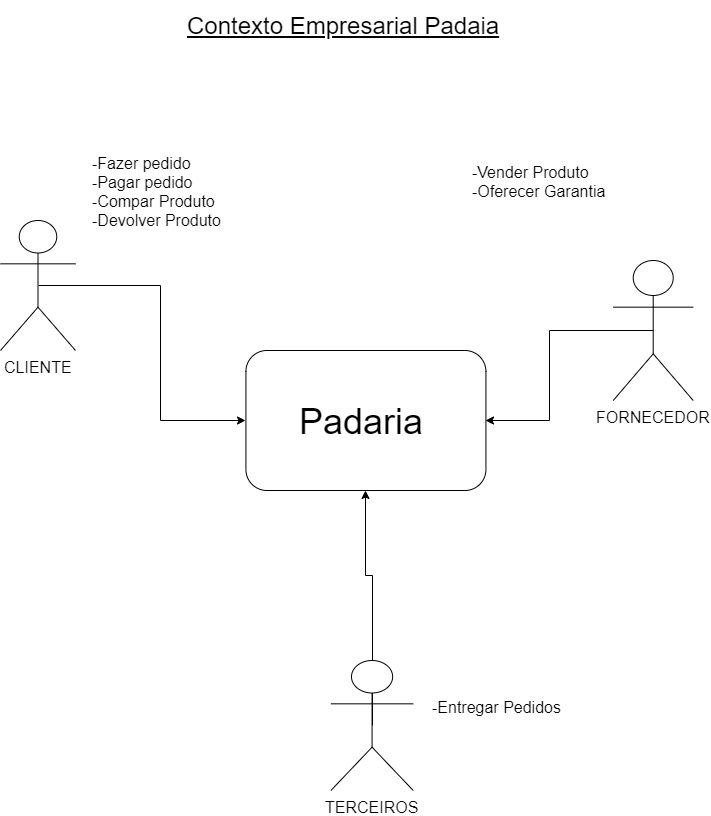 Contexto Empresarial Padaia
-Fazer pedido
-Pagar pedido
-Compar Produto
-Devolver Produto
-Vender Produto
-Oferecer Garantia
CLIENTE
Padaria
FORNECEDOR
-Entregar Pedidos
TERCEIROS